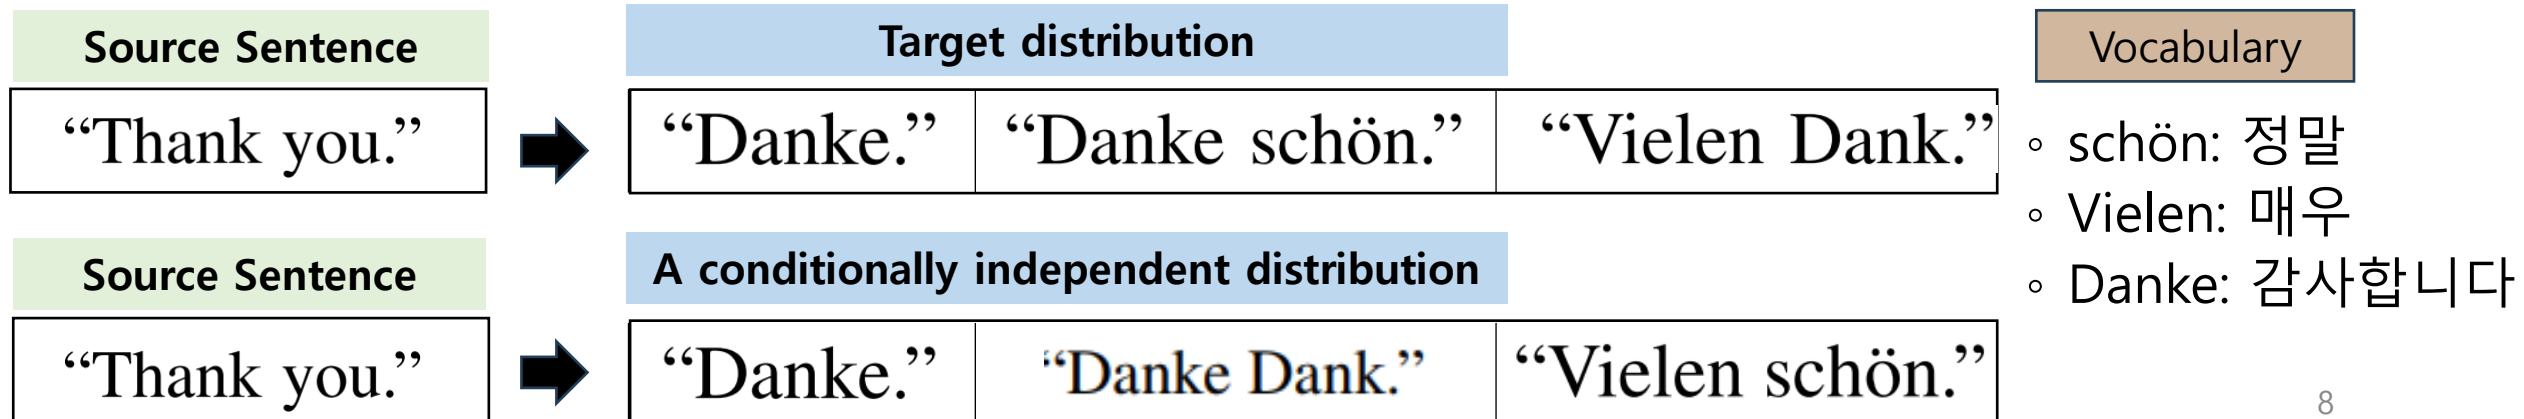 Source Sentence
Target distribution
Vocabulary
“Thank you.”
“Danke.”
“Danke schön.”
“Vielen Dank.”
◦ schön: 정말
◦ Vielen: 매우
◦ Danke: 감사합니다
Source Sentence
A conditionally independent distribution
“Thank you.”
“Danke.”
“Danke Dank.”
“Vielen schön.”
8